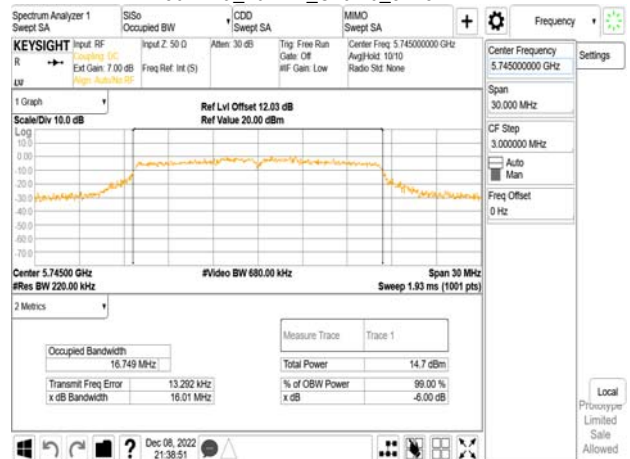 Spectrum Analyzer 1
Swept SA
SiSo
Occupied BW
CDD
Swept SA
MIMO
Swept SA
Frequency
KEYSIGHT
Input: RF
Coupling: DC
Ext Gain: 7.00 dB
Align: Auto/No RF
Input Z: 50 Ω
Freq Ref: Int (S)
Atten: 30 dB
Trig: Free Run
Gate: Off
#IF Gain: Low
Center Freq: 5.745000000 GHz
Avg|Hold: 10/10
Radio Std: None
1 Graph
Scale/Div 10.0 dB
Ref Lvl Offset 12.03 dB
Ref Value 20.00 dBm
Log
10.0
0.00
-10.0
-20.0
-30.0
-40.0
-50.0
-60.0
-70.0
Center 5.74500 GHz
#Res BW 220.00 kHz
#Video BW 680.00 kHz
Span 30 MHz
Sweep 1.93 ms (1001 pts)
2 Metrics
Measure Trace
Trace 1
Occupied Bandwidth
16.749 MHz
Total Power
14.7 dBm
Transmit Freq Error
13.292 kHz
% of OBW Power
99.00 %
x dB Bandwidth
16.01 MHz
x dB
-6.00 dB
Center Frequency
5.745000000 GHz
Settings
Span
30.000 MHz
CF Step
3.000000 MHz
Auto
Man
Freq Offset
0 Hz
Local
Prototype
Limited
Sale
Allowed
Dec 08, 2022
21:38:51